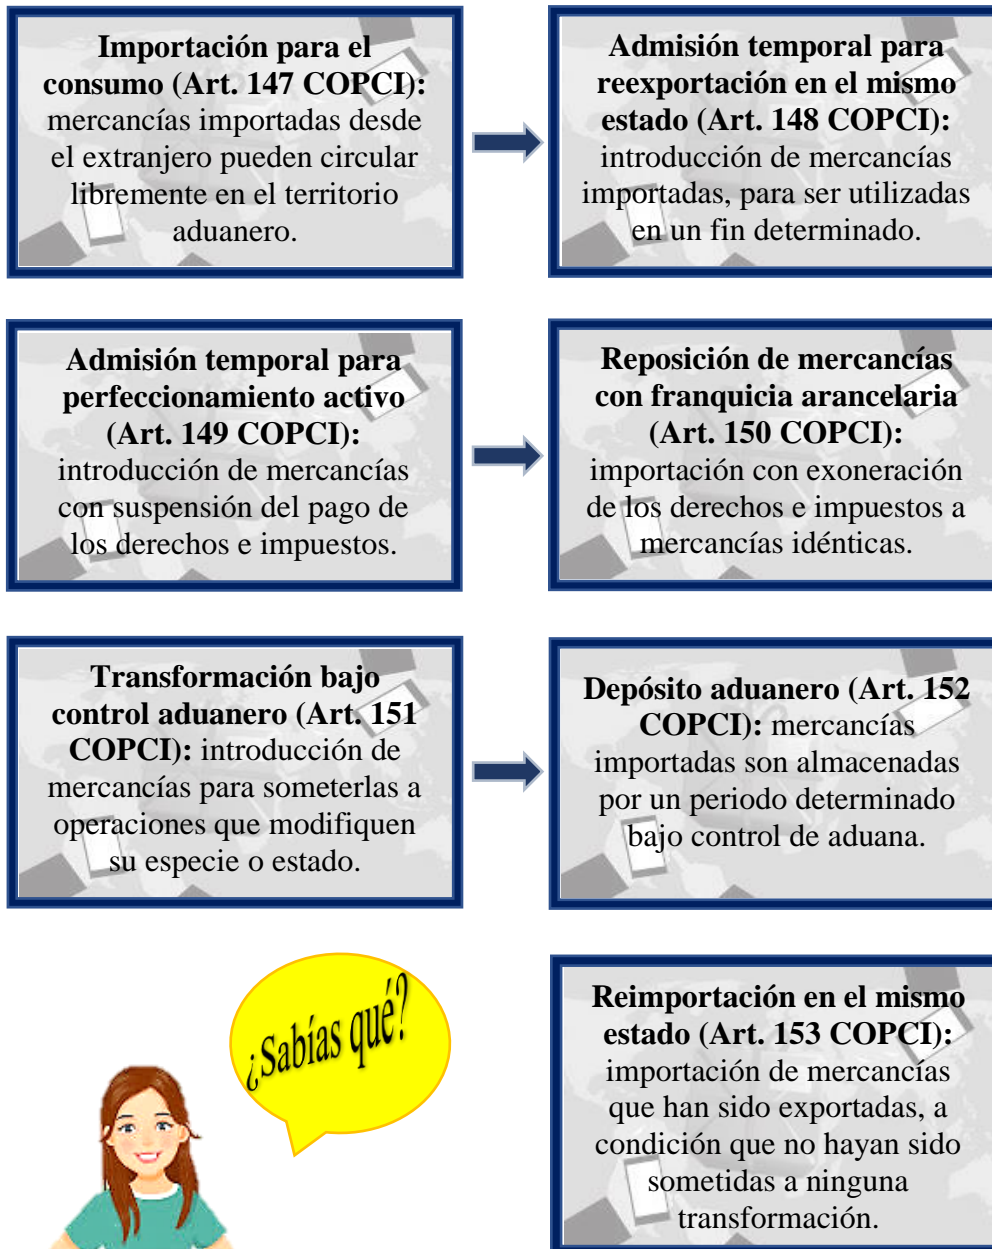 Importación para el
consumo (Art. 147 COPCI):
mercancías importadas desde
el extranjero pueden circular
libremente en el territorio
aduanero.
Admisión temporal para
reexportación en el mismo
estado (Art. 148 COPCI):
introducción de mercancías
importadas, para ser utilizadas
en un fin determinado.
Admisión temporal para
perfeccionamiento activo
(Art. 149 COPCI):
introducción de mercancías
con suspensión del pago de
los derechos e impuestos.
Reposición de mercancías
con franquicia arancelaria
(Art. 150 COPCI):
importación con exoneración
de los derechos e impuestos a
mercancías idénticas.
Transformación bajo
control aduanero (Art. 151
COPCI): introducción de
mercancías para someterlas a
operaciones que modifiquen
su especie o estado.
Depósito aduanero (Art. 152
COPCI): mercancías
importadas son almacenadas
por un periodo determinado
bajo control de aduana.
¿Sabías qué?
Reimportación en el mismo
estado (Art. 153 COPCI):
importación de mercancías
que han sido exportadas, a
condición que no hayan sido
sometidas a ninguna
transformación.